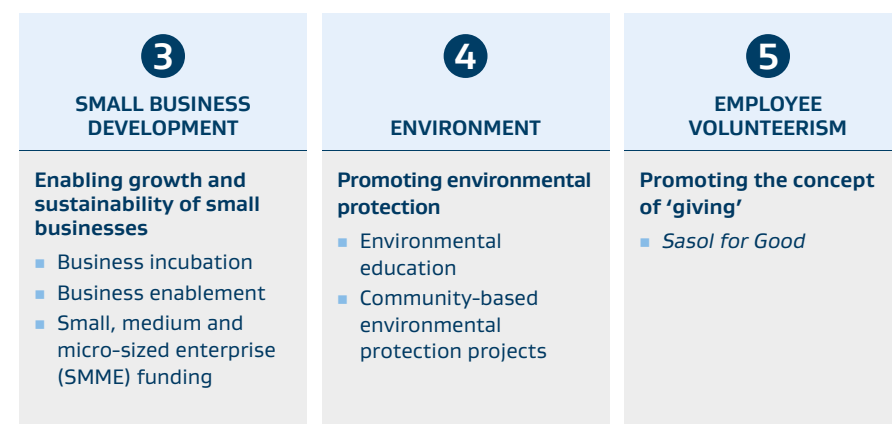 3
SMALL BUSINESS
DEVELOPMENT
Enabling growth and
sustainability of small
businesses
Business incubation
Business enablement
Small, medium and
micro-sized enterprise
(SMME) funding
4
ENVIRONMENT
Promoting environmental
protection
Environmental
education
Community-based
environmental
protection projects
5
EMPLOYEE
VOLUNTEERISM
Promoting the concept
of ‘giving’
Sasol for Good